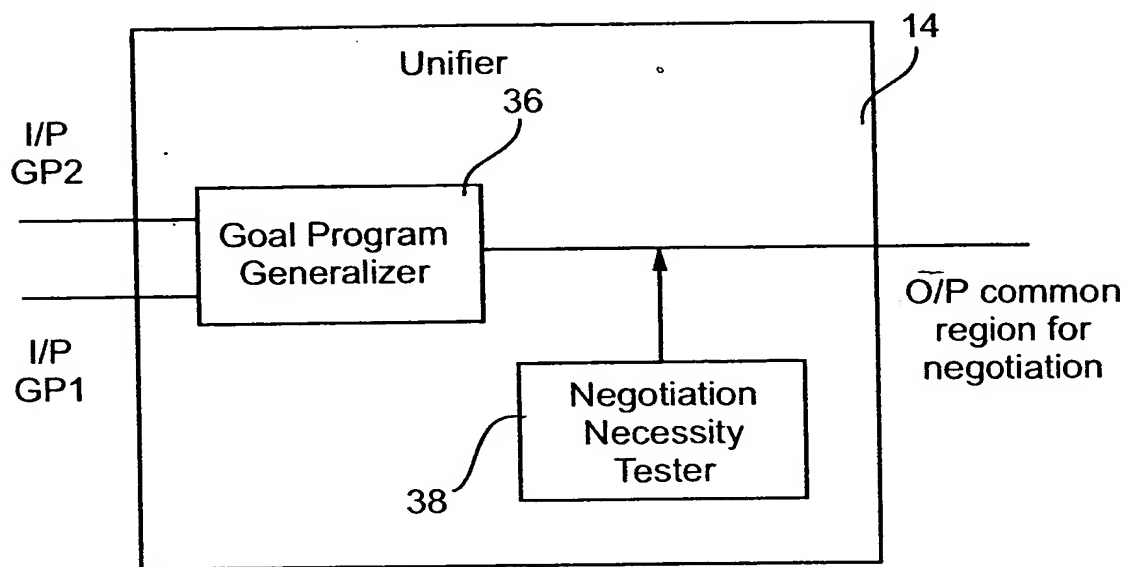 14
Unifier
36
I/P
GP2
Goal Program
Generalizer
I/P
GP1
O/P common
region for
negotiation
Negotiation
Necessity
Tester
38